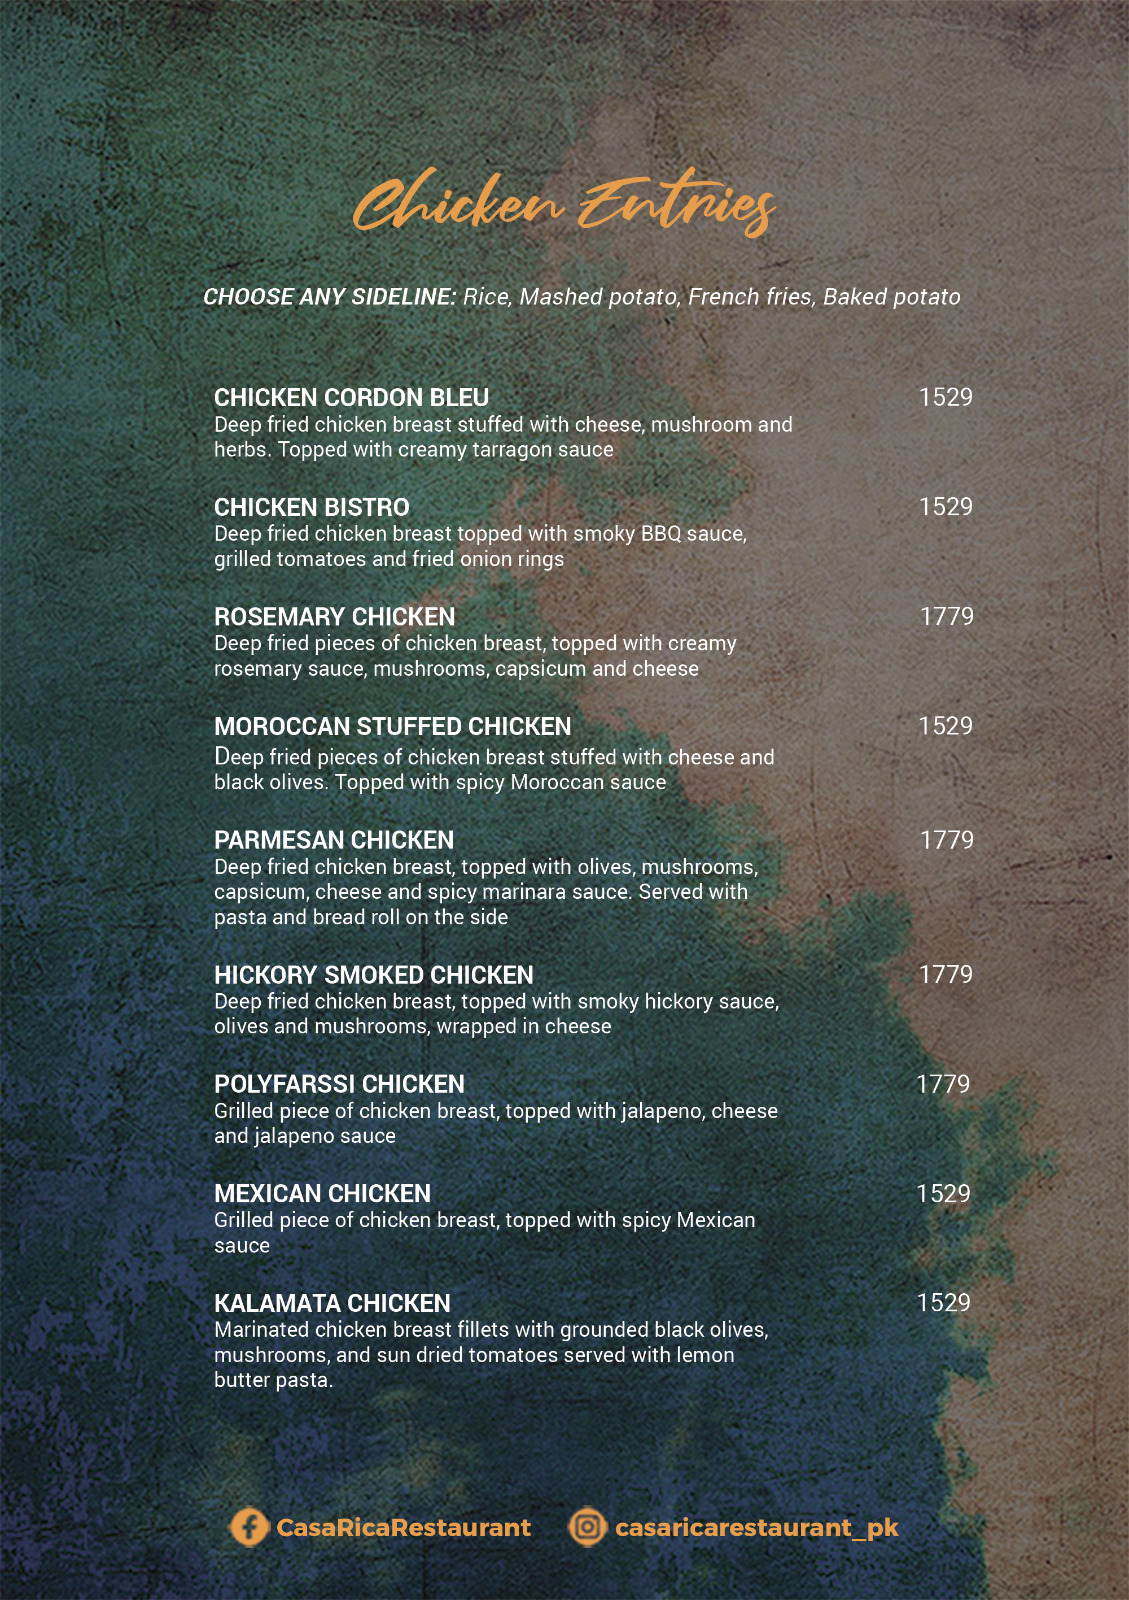 Chicken Entries
CHOOSE ANY SIDELINE: Rice, Mashed potato, French fries, Baked potato
CHICKEN CORDON BLEU 1529
Deep fried chicken breast stuffed with cheese, mushroom and
herbs. Topped with creamy tarragon sauce
CHICKEN BISTRO 1529
Deep fried chicken breast topped with smoky BBQ sauce,
grilled tomatoes and fried onion rings
ROSEMARY CHICKEN 1779
Deep fried pieces of chicken breast, topped with creamy
rosemary sauce, mushrooms, capsicum and cheese
MOROCCAN STUFFED CHICKEN 1529
Deep fried pieces of chicken breast stuffed with cheese and
black olives. Topped with spicy Moroccan sauce
PARMESAN CHICKEN 1779
Deep fried chicken breast, topped with olives, mushrooms,
capsicum, cheese and spicy marinara sauce. Served with
pasta and bread roll on the side
HICKORY SMOKED CHICKEN 1779
Deep fried chicken breast, topped with smoky hickory sauce,
olives and mushrooms, wrapped in cheese
POLYFARSSI CHICKEN 1779
Grilled piece of chicken breast, topped with jalapeno, cheese
and jalapeno sauce
MEXICAN CHICKEN 1529
Grilled piece of chicken breast, topped with spicy Mexican
sauce
KALAMATA CHICKEN 1529
Marinated chicken breast fillets with grounded black olives,
mushrooms, and sun dried tomatoes served with lemon
butter pasta.
CasaRicaRestaurant casaricarestaurant_pk